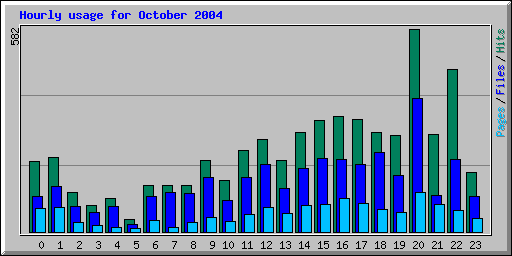 Hourly usage for October 2004
582
Pages / Files / Hits
0 1 2 3 4 5 6 7 8 9 10 11 12 13 14 15 16 17 18 19 20 21 22 23